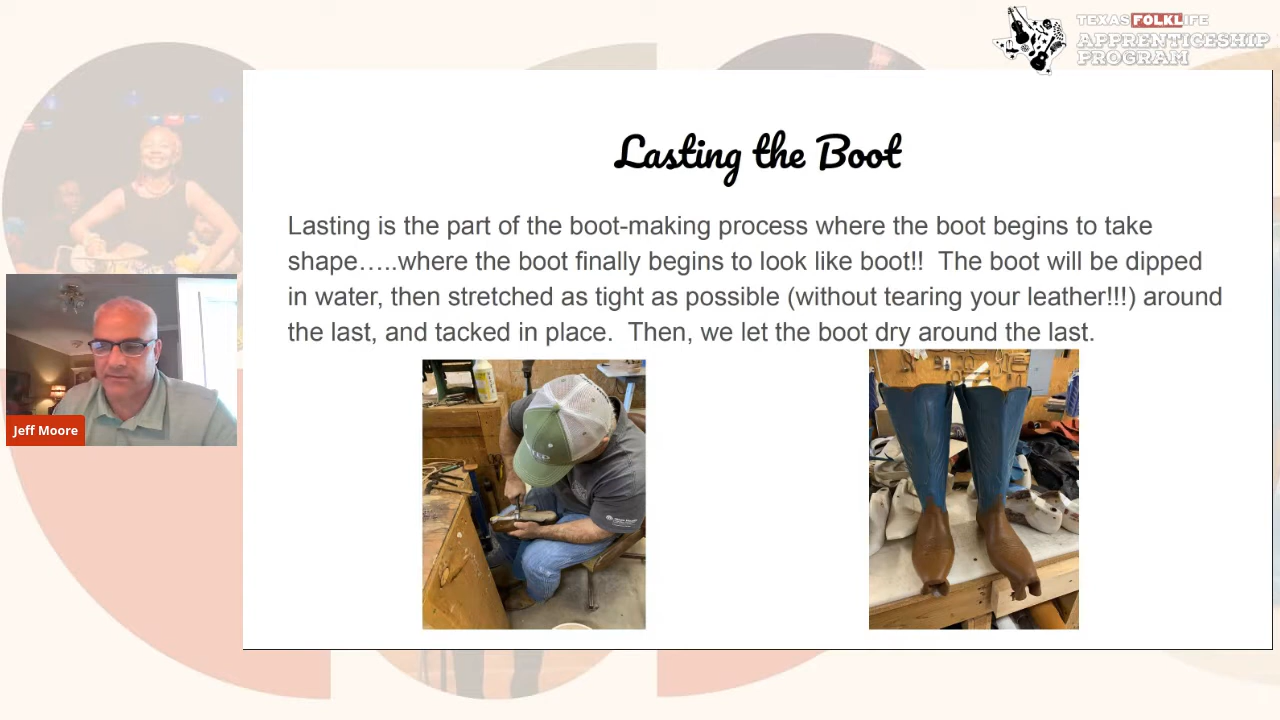 TEXAS FOLKLIFE
APPRENTICESHIP
PROGRAM
Lasting the Boot
Lasting is the part of the boot-making process where the boot begins to take
shape…..where the boot finally begins to look like boot!!  The boot will be dipped
in water, then stretched as tight as possible (without tearing your leather!!!) around
the last, and tacked in place.  Then, we let the boot dry around the last.
Jeff Moore